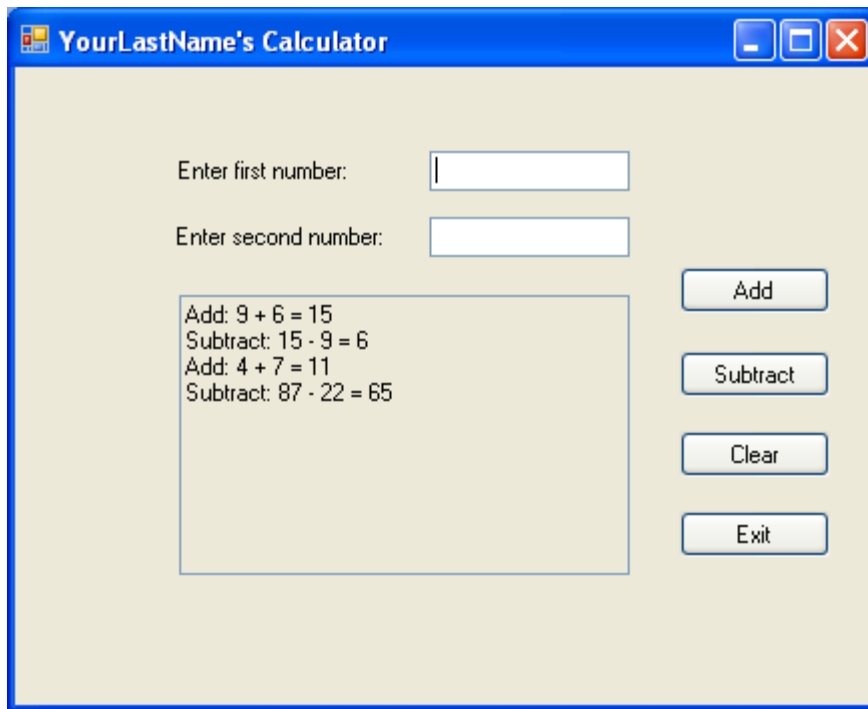 YourLastName's Calculator
Enter first number:
Enter second number:
Add: 9 + 6 = 15
Subtract: 15 - 9 = 6
Add: 4 + 7 = 11
Subtract: 87 - 22 = 65
Add
Subtract
Clear
Exit